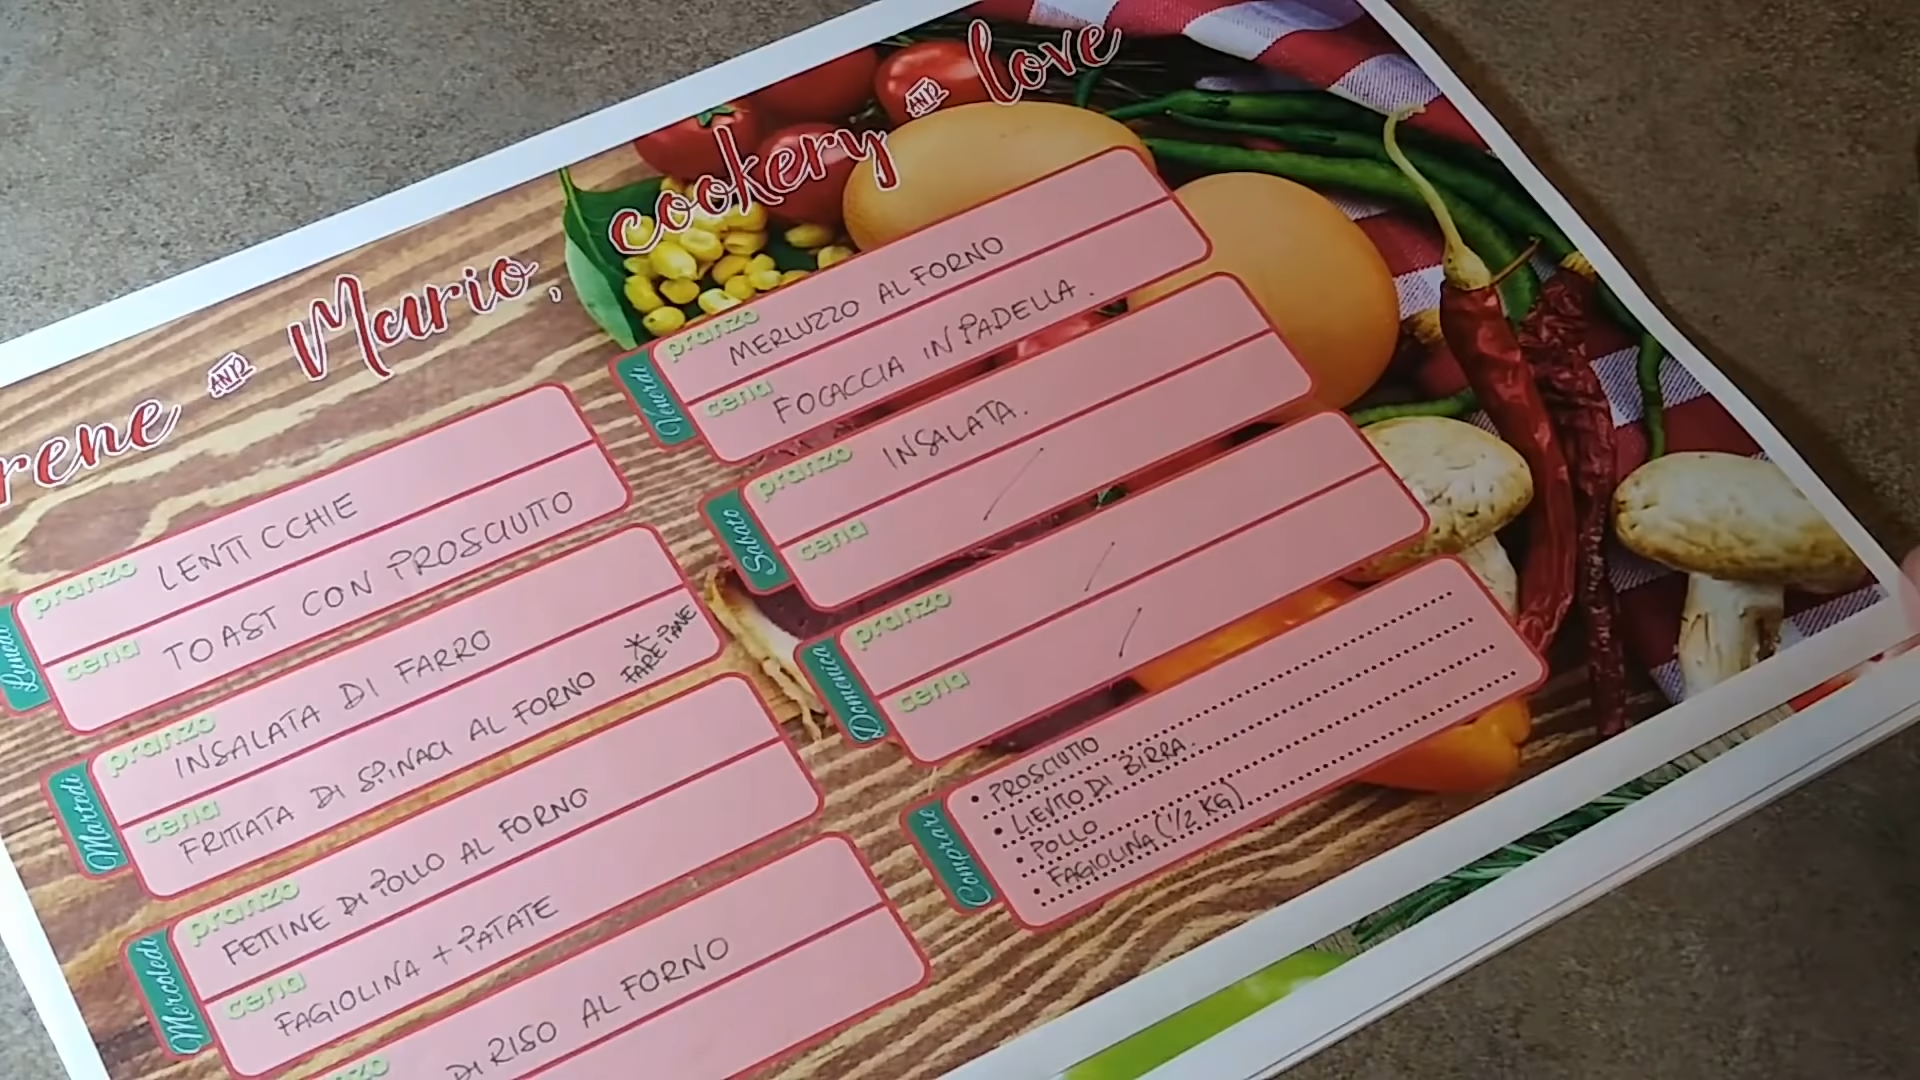 rene AND Mario, cookery AND love
Lunedì
pranzo LENTICCHIE
cena TOAST CON PROSCIUTTO
Martedì
pranzo INSALATA DI FARRO
cena FRITTATA DI SPINACI AL FORNO * FARE PANE
Mercoledì
pranzo FETTINE DI POLLO AL FORNO
cena FAGIOLINA + PATATE
DI RISO AL FORNO
Venerdì
pranzo MERLUZZO AL FORNO
cena FOCACCIA IN PADELLA.
Sabato
pranzo INSALATA.
cena /
Domenica
pranzo /
cena /
Comprare
• PROSCIUTTO
• LIEVITO DI BIRRA.
• POLLO
• FAGIOLINA (1/2 KG)